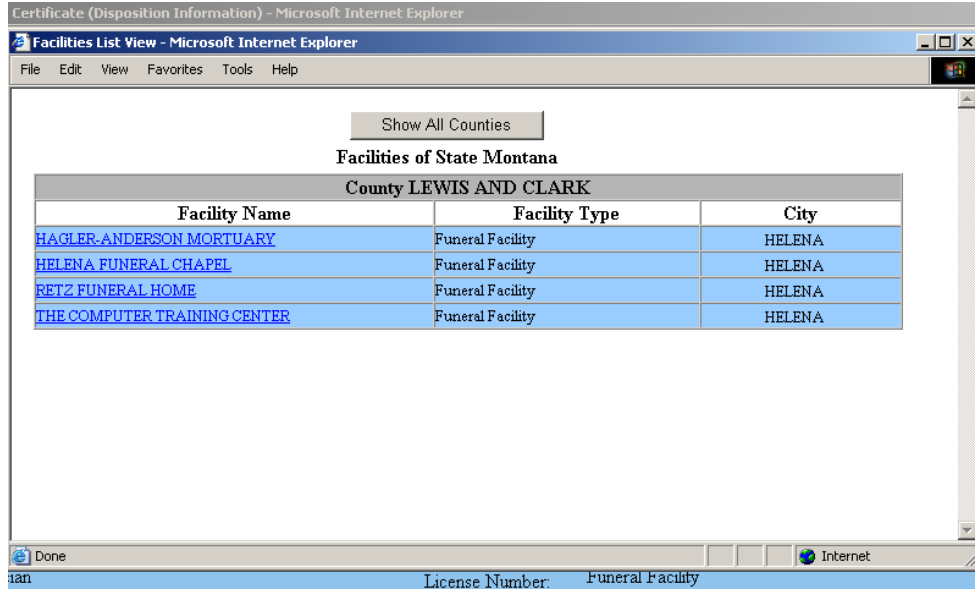 Certificate (Disposition Information) - Microsoft Internet Explorer
Facilities List View - Microsoft Internet Explorer
File Edit View Favorites Tools Help
Show All Counties
Facilities of State Montana
County LEWIS AND CLARK
Facility Name Facility Type City
HAGLER-ANDERSON MORTUARY Funeral Facility HELENA
HELENA FUNERAL CHAPEL Funeral Facility HELENA
RETZ FUNERAL HOME Funeral Facility HELENA
THE COMPUTER TRAINING CENTER Funeral Facility HELENA
Done Internet
ian License Number: Funeral Facility